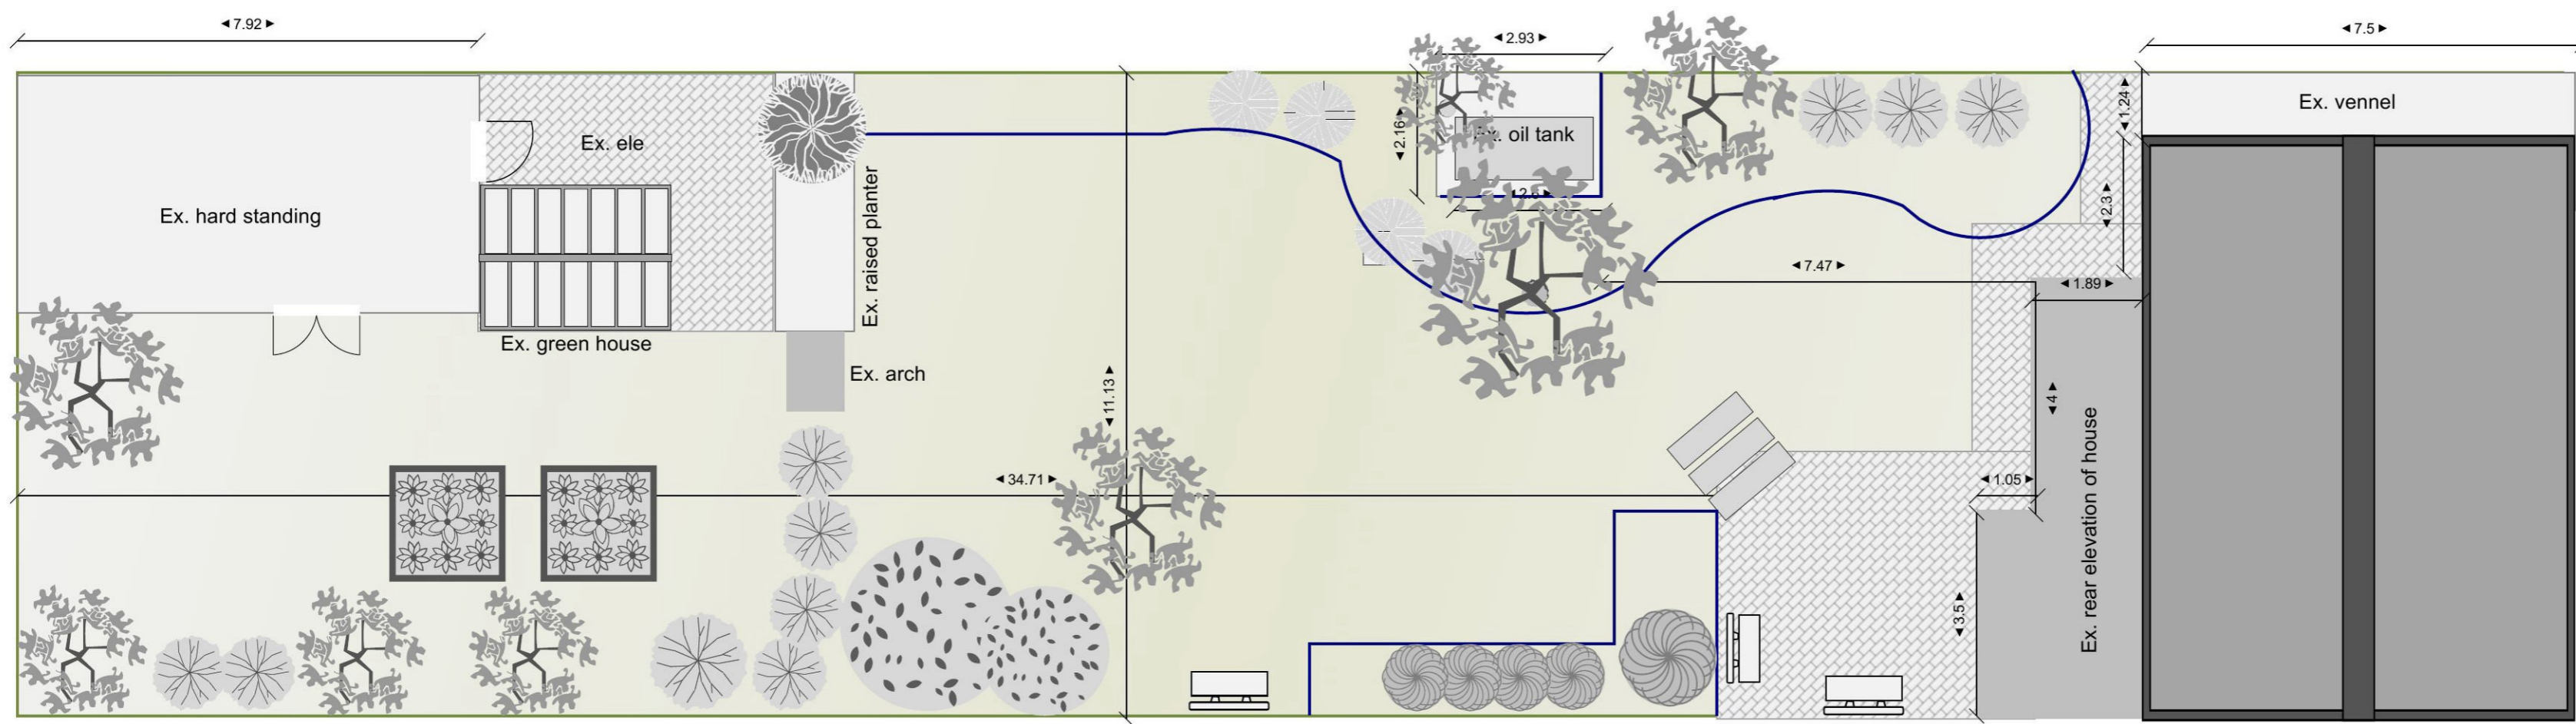 ◄7.92►
◄2.93►
◄7.5►
Ex. vennel
◄1.24►
Ex. oil tank
◄2.16►
Ex. ele
◄2.3►
Ex. hard standing
Ex. raised planter
◄7.47►
◄1.89►
Ex. green house
Ex. arch
◄11.13►
◄4►
◄34.71►
◄1.05►
Ex. rear elevation of house
◄3.5►